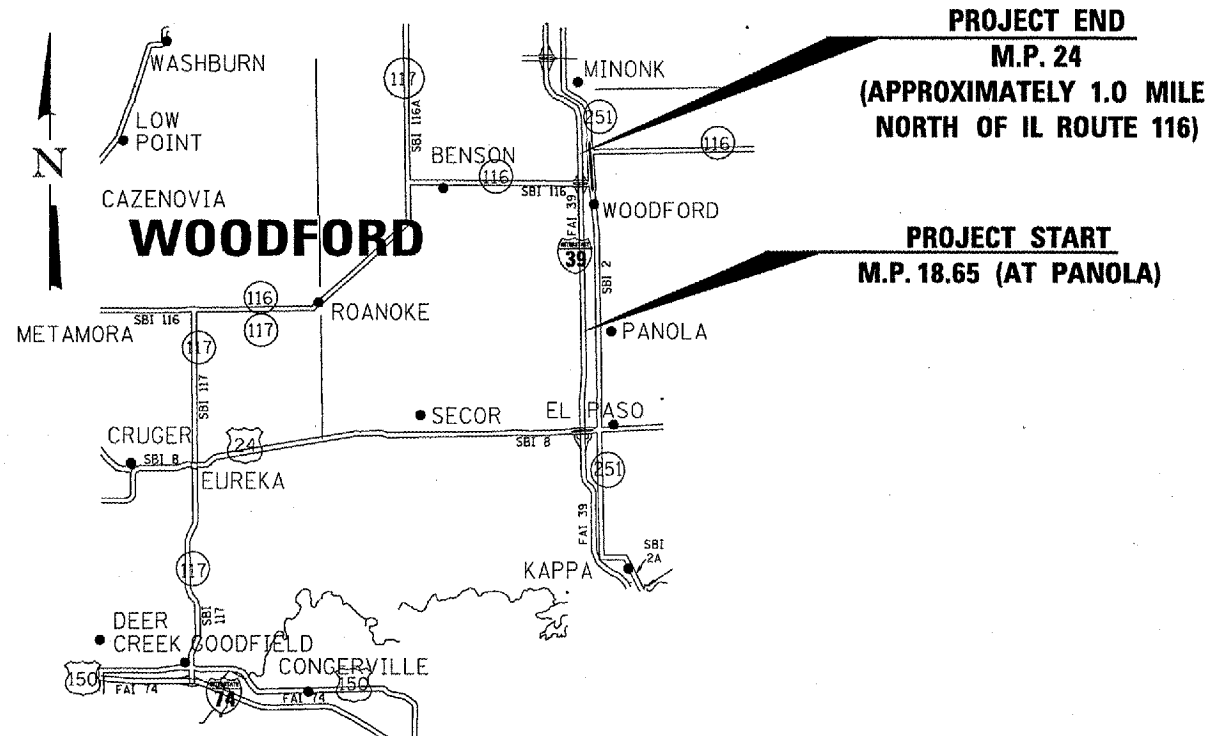 PROJECT END
M.P. 24
(APPROXIMATELY 1.0 MILE
NORTH OF IL ROUTE 116)
WASHBURN
LOW
POINT
N
117
SBI 116A
MINONK
251
BENSON
116
SBI 116
116
CAZENOVIA
WOODFORD
FAI 39
WOODFORD
INTERSTATE
39
SBI 2
PROJECT START
M.P. 18.65 (AT PANOLA)
116
117
ROANOKE
SBI 116
METAMORA
117
PANOLA
SBI 117
SECOR
EL PASO
SBI 8
CRUGER
24
SBI 8
EUREKA
251
FAI 39
SBI
2A
KAPPA
117
SBI
117
DEER
CREEK
GOODFIELD
CONGERVILLE
150
FAI 74
INTERSTATE
74
FAI 74
150